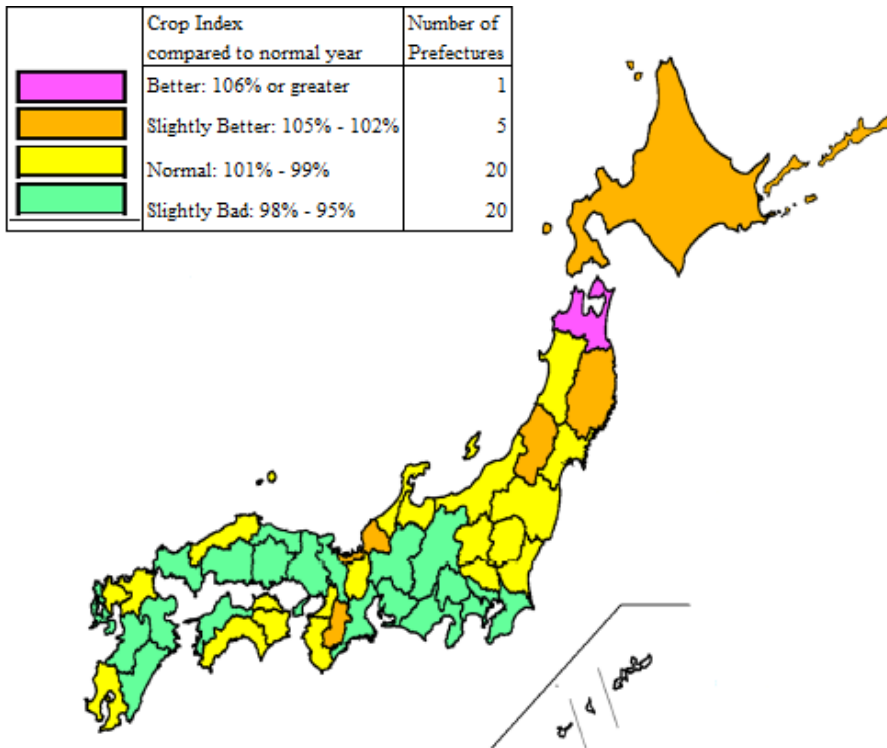 Crop Index
compared to normal year
Number of
Prefectures
Better: 106% or greater 1
Slightly Better: 105% - 102% 5
Normal: 101% - 99% 20
Slightly Bad: 98% - 95% 20